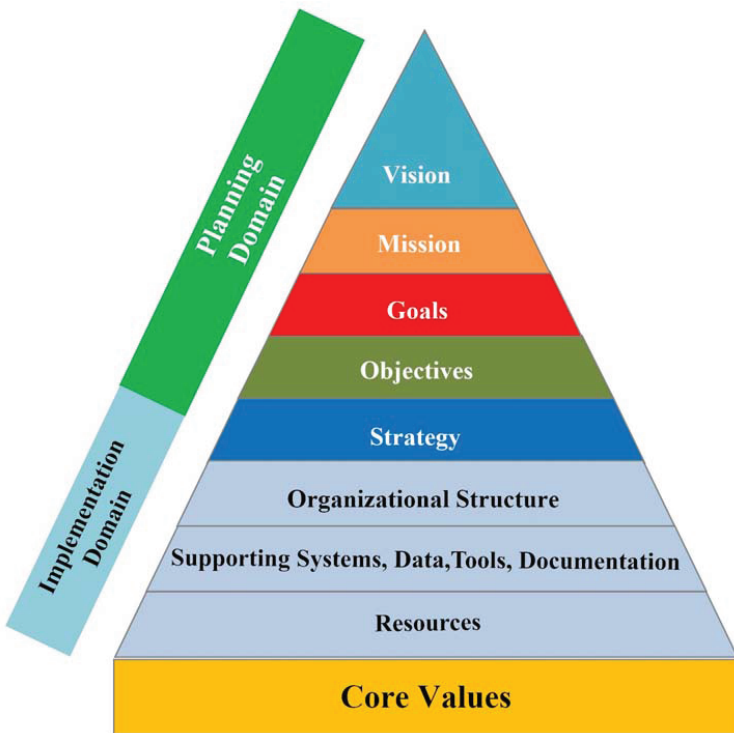 Planning
Domain
Implementation
Domain
Vision
Mission
Goals
Objectives
Strategy
Organizational Structure
Supporting Systems, Data,Tools, Documentation
Resources
Core Values